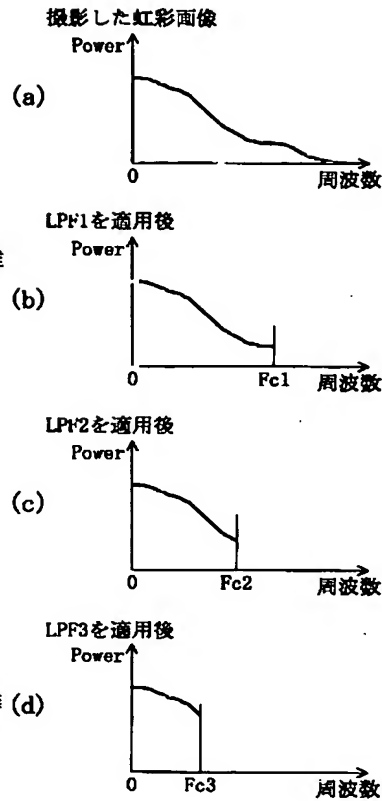 撮影した虹彩画像
Power
(a)
0
周波数
LPF1を適用後
Power
(b)
0
Fc1
周波数
LPF2を適用後
Power
(c)
0
Fc2
周波数
LPF3を適用後
Power
(d)
0
Fc3
周波数